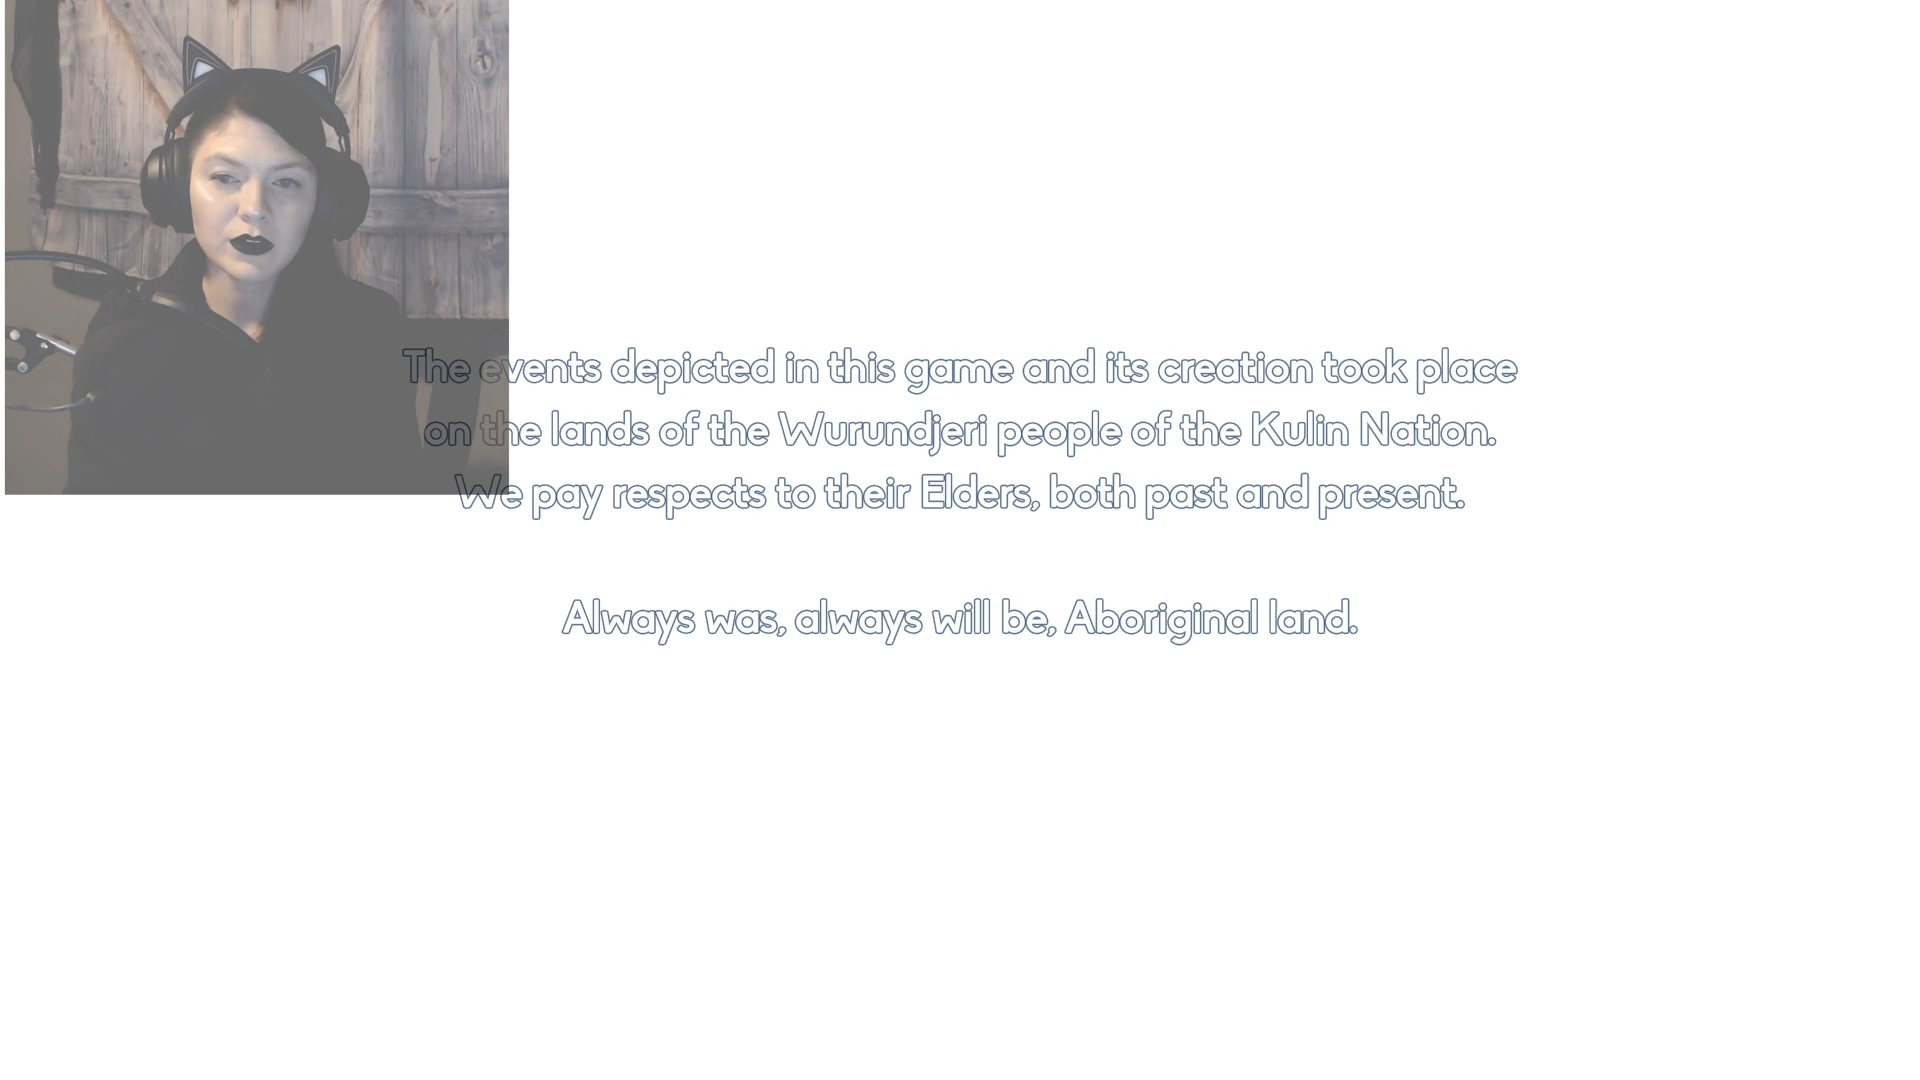 The events depicted in this game and its creation took place
on the lands of the Wurundjeri people of the Kulin Nation.
We pay respects to their Elders, both past and present.
Always was, always will be, Aboriginal land.